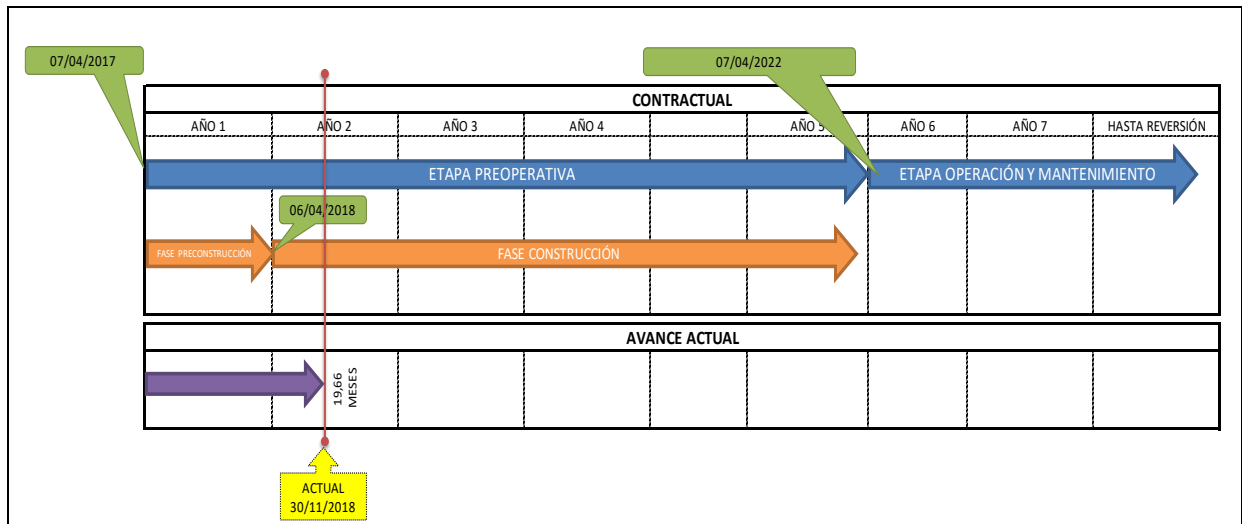 07/04/2017
07/04/2022
CONTRACTUAL
AÑO 1 AÑO 2 AÑO 3 AÑO 4 AÑO 5 AÑO 6 AÑO 7 HASTA REVERSIÓN
ETAPA PREOPERATIVA ETAPA OPERACIÓN Y MANTENIMIENTO
06/04/2018
FASE PRECONSTRUCCIÓN FASE CONSTRUCCIÓN
AVANCE ACTUAL
19,66
MESES
ACTUAL
30/11/2018